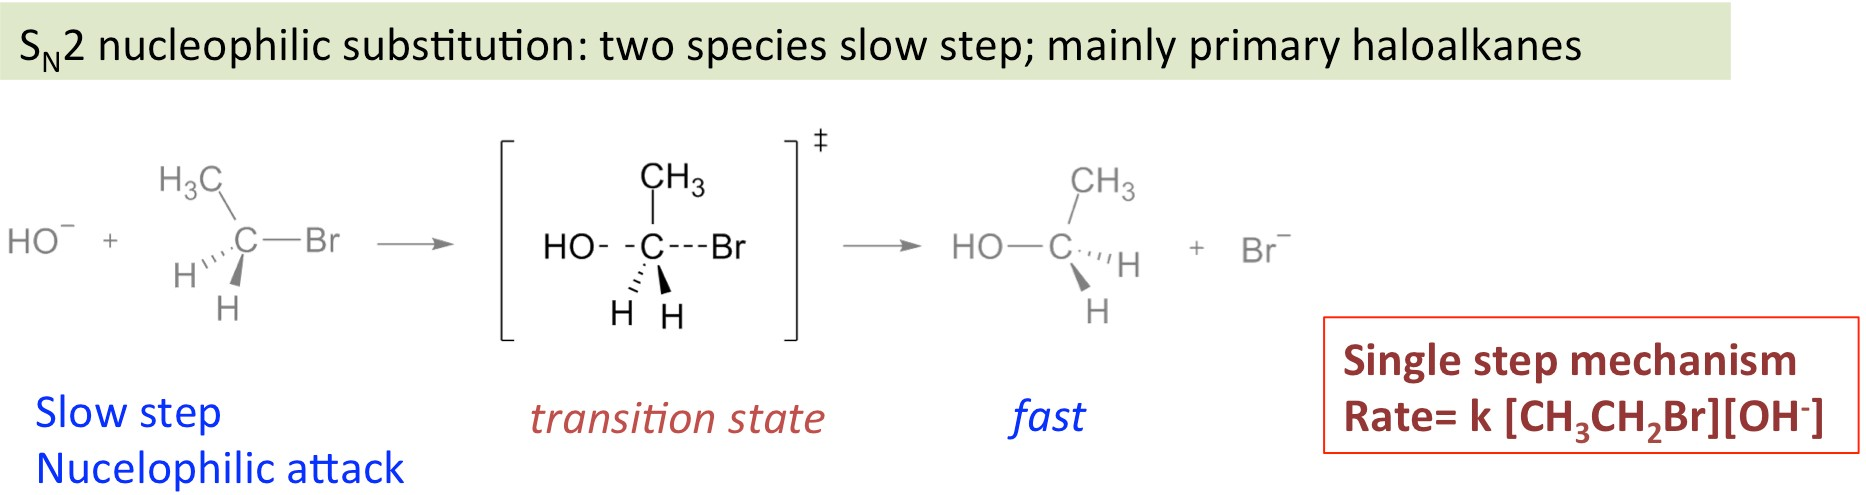 S_N2 nucleophilic substitution: two species slow step; mainly primary haloalkanes
HO⁻ + H₃C C—Br H H
CH₃ HO- -C---Br H H ‡
CH₃ HO—C H H + Br⁻
Slow step
Nucelophilic attack
transition state
fast
Single step mechanism
Rate= k [CH₃CH₂Br][OH⁻]